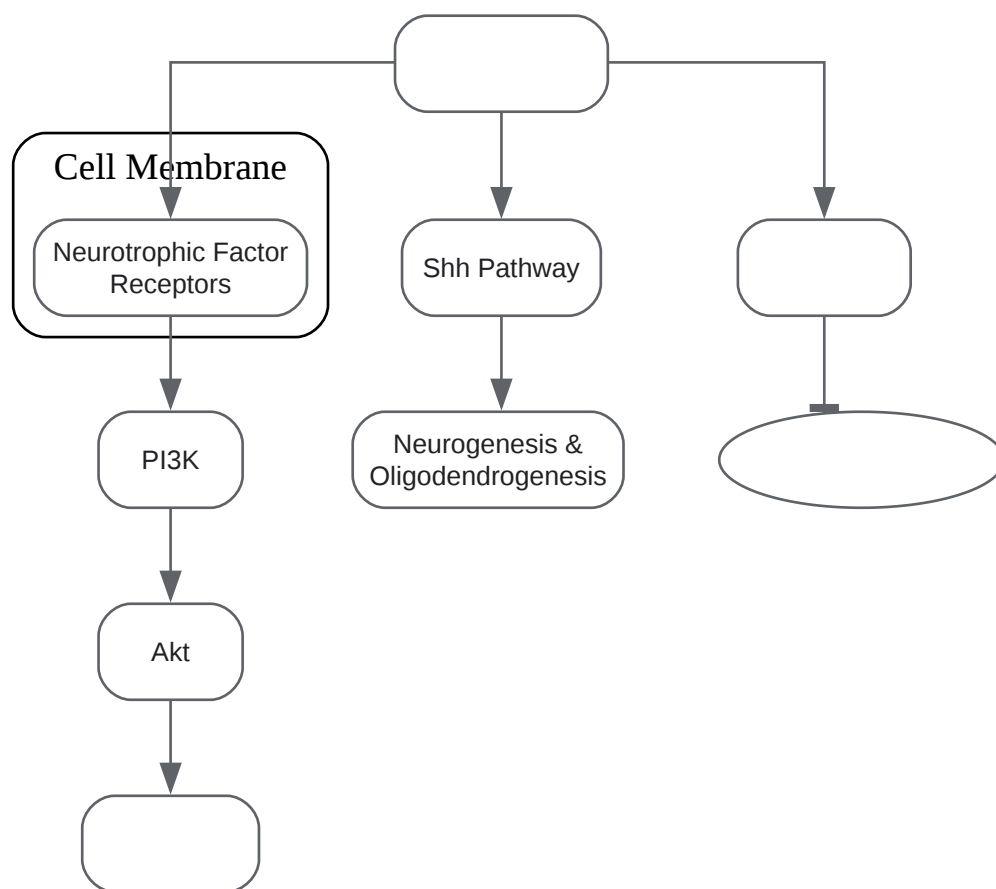 Cell Membrane
Neurotrophic Factor
Receptors
Shh Pathway
PI3K
Neurogenesis &
Oligodendrogenesis
Akt